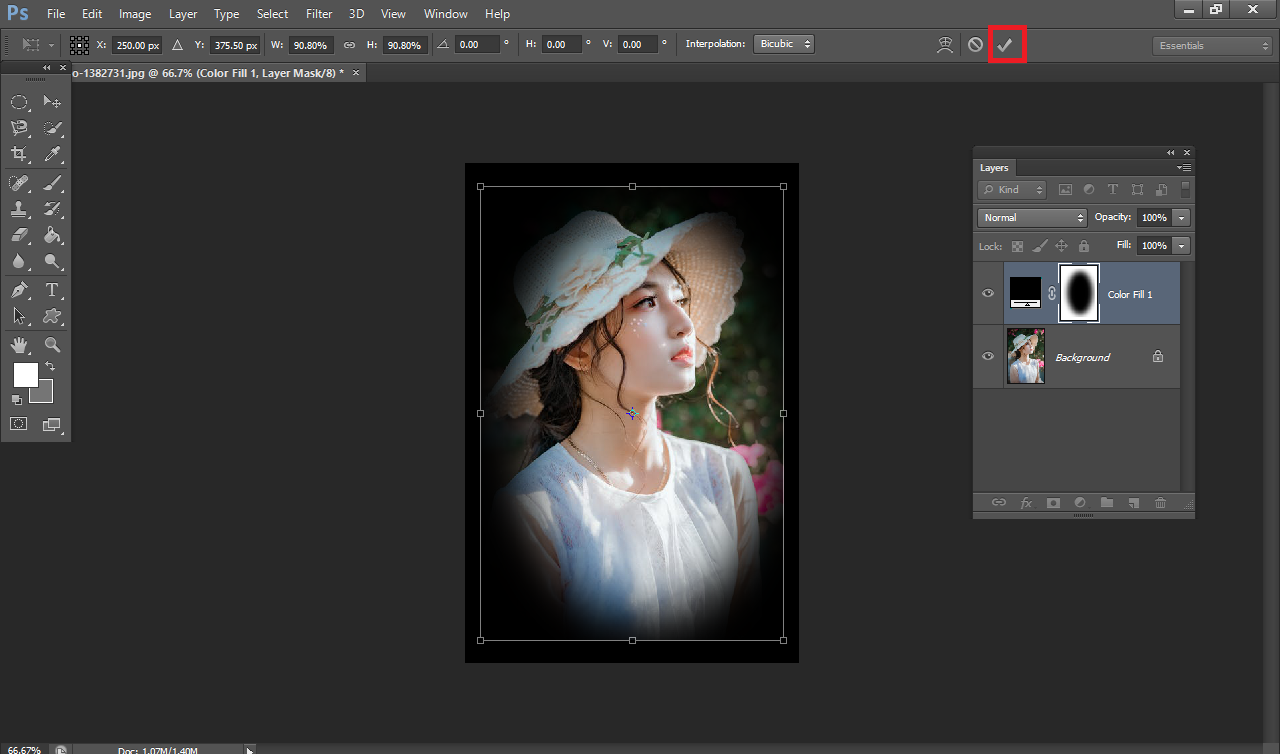 Ps File Edit Image Layer Type Select Filter 3D View Window Help
X: 250.00 px Y: 375.50 px W: 90.80% H: 90.80% 0.00 ° H: 0.00 ° V: 0.00 ° Interpolation: Bicubic Essentials
o-1382731.jpg @ 66.7% (Color Fill 1, Layer Mask/8) * ×
Layers
Kind
Normal Opacity: 100%
Lock: Fill: 100%
Color Fill 1
Background
66.67% Doc: 1.07M/1.40M